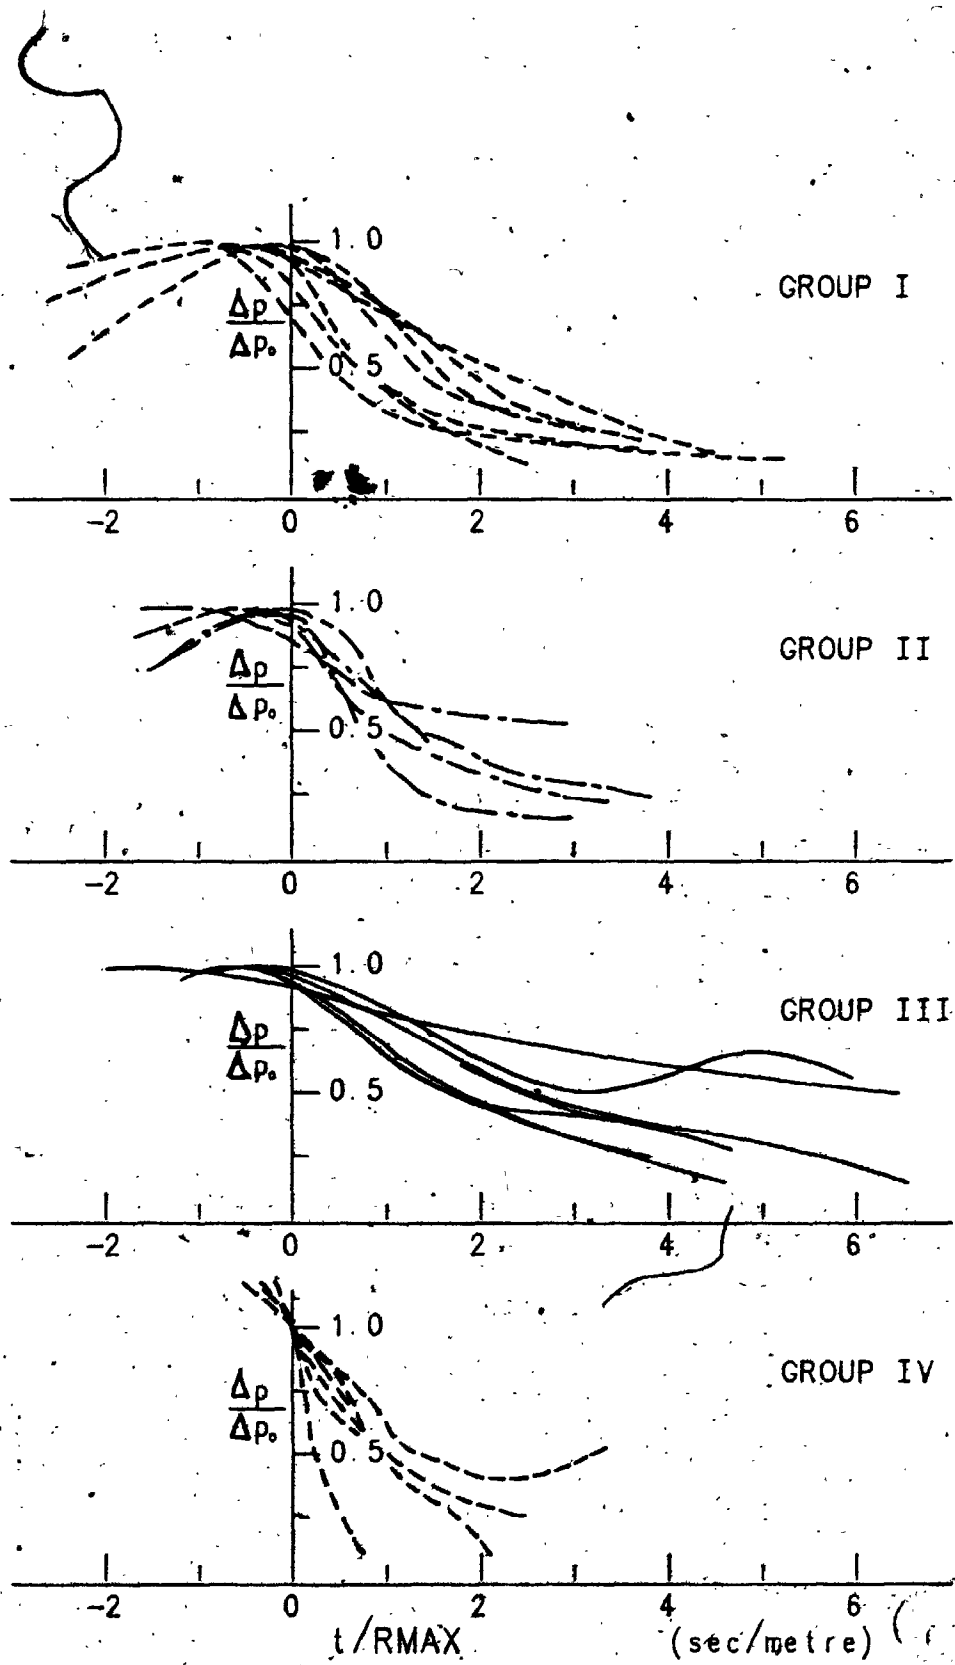 1.0
GROUP I
Δp
Δp₀
0.5
-2 0 2 4 6
1.0
GROUP II
Δp
Δp₀
0.5
-2 0 2 4 6
1.0
GROUP III
Δp
Δp₀
0.5
-2 0 2 4 6
1.0
GROUP IV
Δp
Δp₀
0.5
-2 0 2 4 6
t/RMAX (sec/metre)